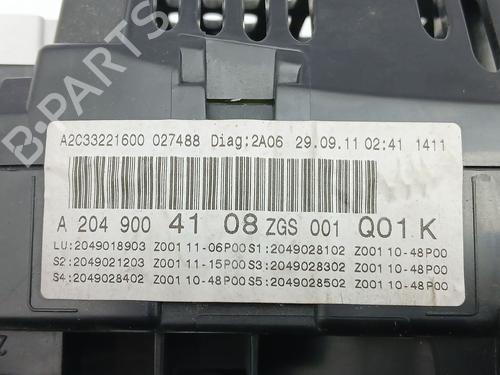 B-PARTS
A2C33221600 027488 Diag:2A06 29.09.11 02:41 1411
A 204 900 41 08 ZGS 001 Q01 K
LU:2049018903 Z001 11-06P00 S1:2049028102 Z001 10-48P00
S2:2049021203 Z001 11-15P00 S3:2049028302 Z001 10-48P00
S4:2049028402 Z001 10-48P00 S5:2049028502 Z001 10-48P00